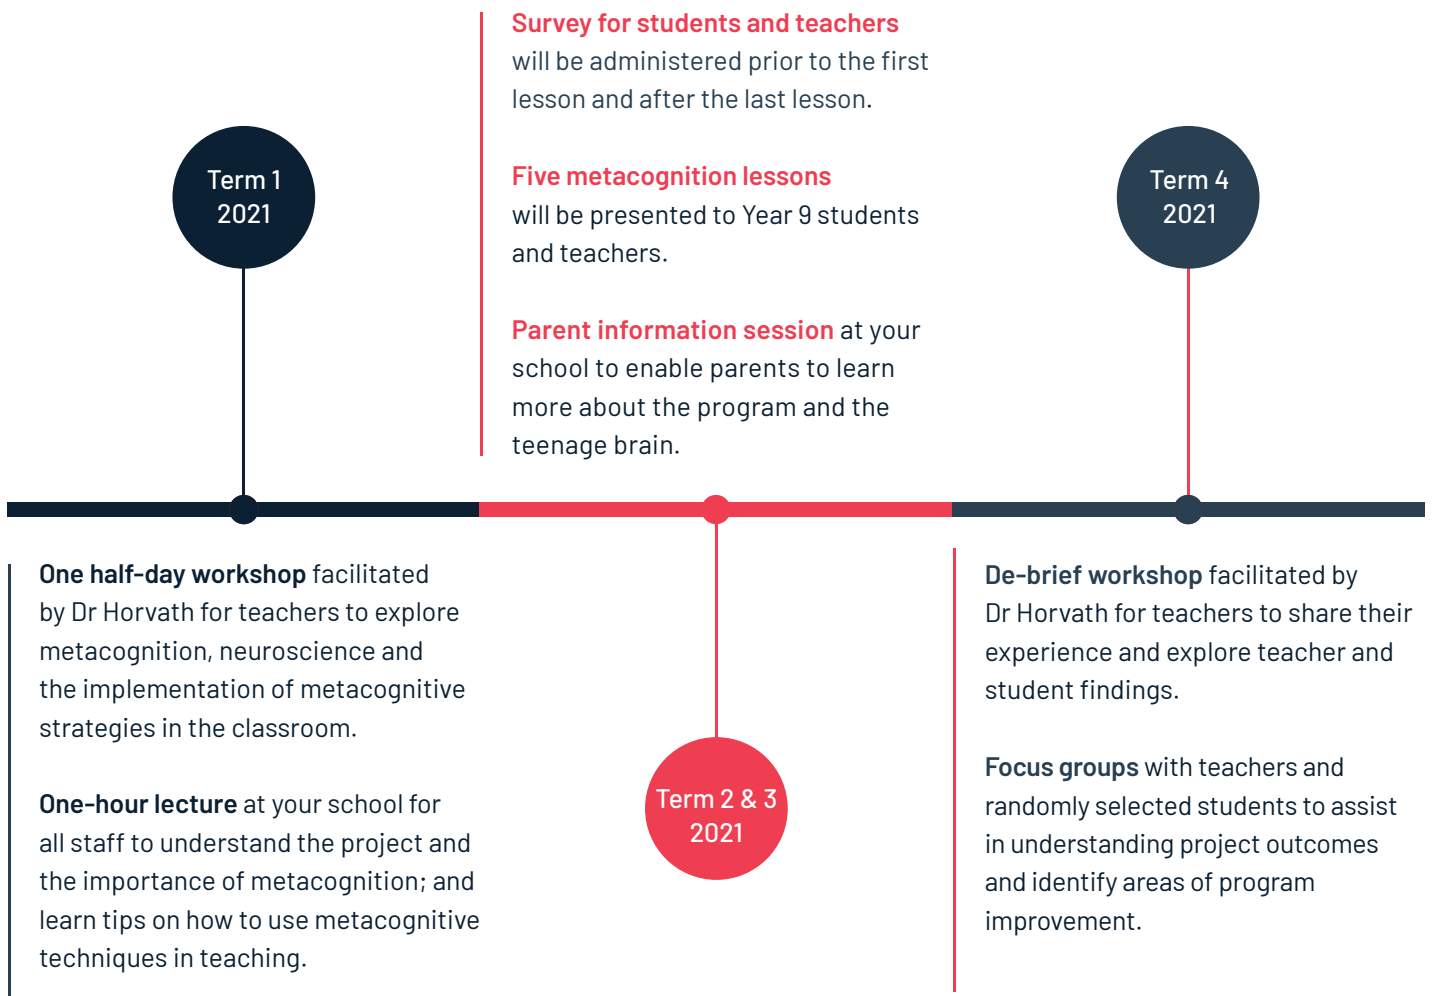 Term 1
2021
One half-day workshop facilitated
by Dr Horvath for teachers to explore
metacognition, neuroscience and
the implementation of metacognitive
strategies in the classroom.
One-hour lecture at your school for
all staff to understand the project and
the importance of metacognition; and
learn tips on how to use metacognitive
techniques in teaching.
Survey for students and teachers
will be administered prior to the first
lesson and after the last lesson.
Five metacognition lessons
will be presented to Year 9 students
and teachers.
Parent information session at your
school to enable parents to learn
more about the program and the
teenage brain.
Term 2 & 3
2021
Term 4
2021
De-brief workshop facilitated by
Dr Horvath for teachers to share their
experience and explore teacher and
student findings.
Focus groups with teachers and
randomly selected students to assist
in understanding project outcomes
and identify areas of program
improvement.